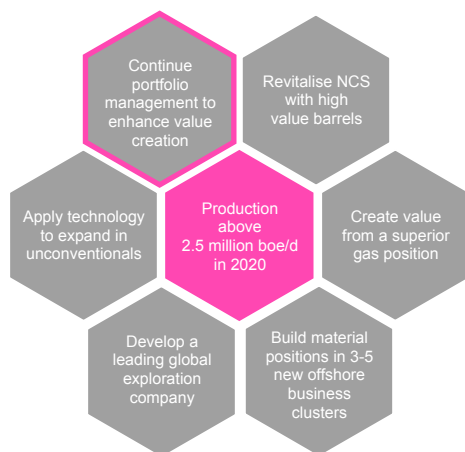 Continue
portfolio
management to
enhance value
creation
Revitalise NCS
with high
value barrels
Apply technology
to expand in
unconventionals
Production
above
2.5 million boe/d
in 2020
Create value
from a superior
gas position
Develop a
leading global
exploration
company
Build material
positions in 3-5
new offshore
business
clusters